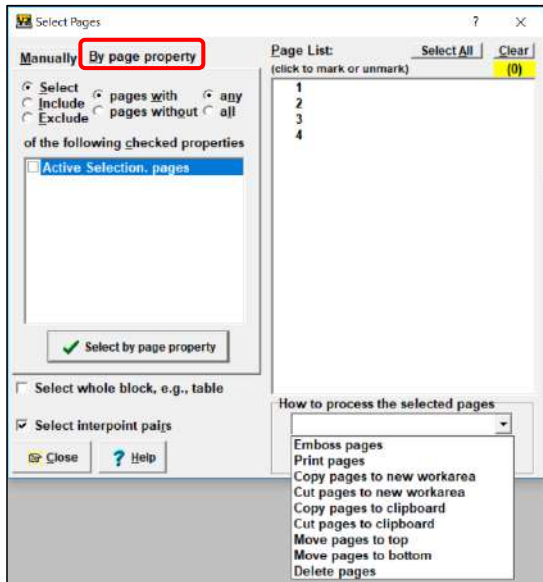 Select Pages
Manually By page property
Select
Include
Exclude
pages with
pages without
any
all
of the following checked properties
Active Selection. pages
Select by page property
Select whole block, e.g., table
Select interpoint pairs
Close ? Help
Page List: Select All Clear
(click to mark or unmark) (0)
1
2
3
4
How to process the selected pages
Emboss pages
Print pages
Copy pages to new workarea
Cut pages to new workarea
Copy pages to clipboard
Cut pages to clipboard
Move pages to top
Move pages to bottom
Delete pages